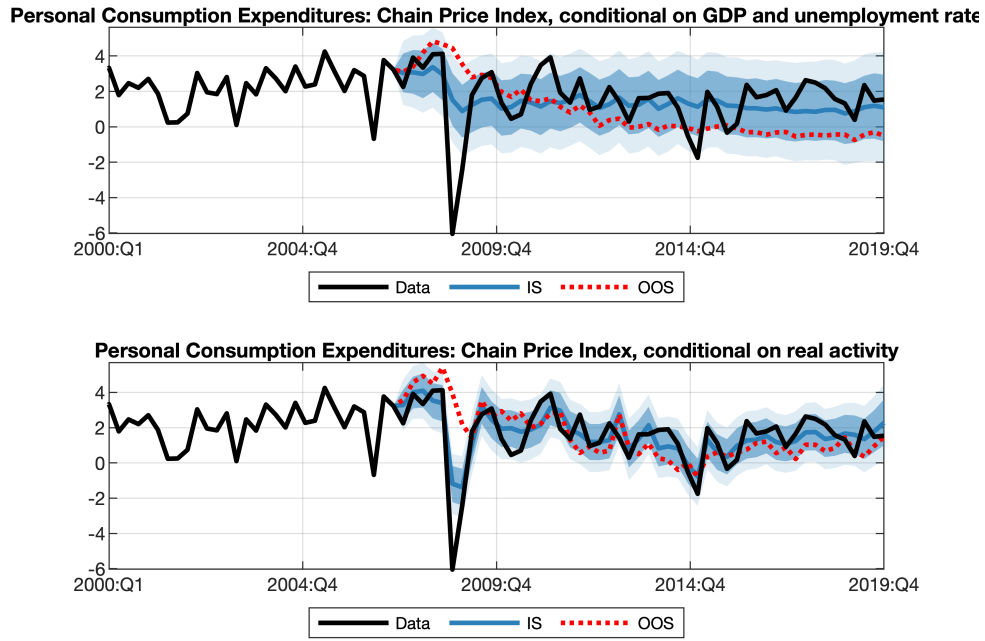 Personal Consumption Expenditures: Chain Price Index, conditional on GDP and unemployment rate
4
2
0
-2
-4
-6
2000:Q1 2004:Q4 2009:Q4 2014:Q4 2019:Q4
Data IS OOS
Personal Consumption Expenditures: Chain Price Index, conditional on real activity
4
2
0
-2
-4
-6
2000:Q1 2004:Q4 2009:Q4 2014:Q4 2019:Q4
Data IS OOS